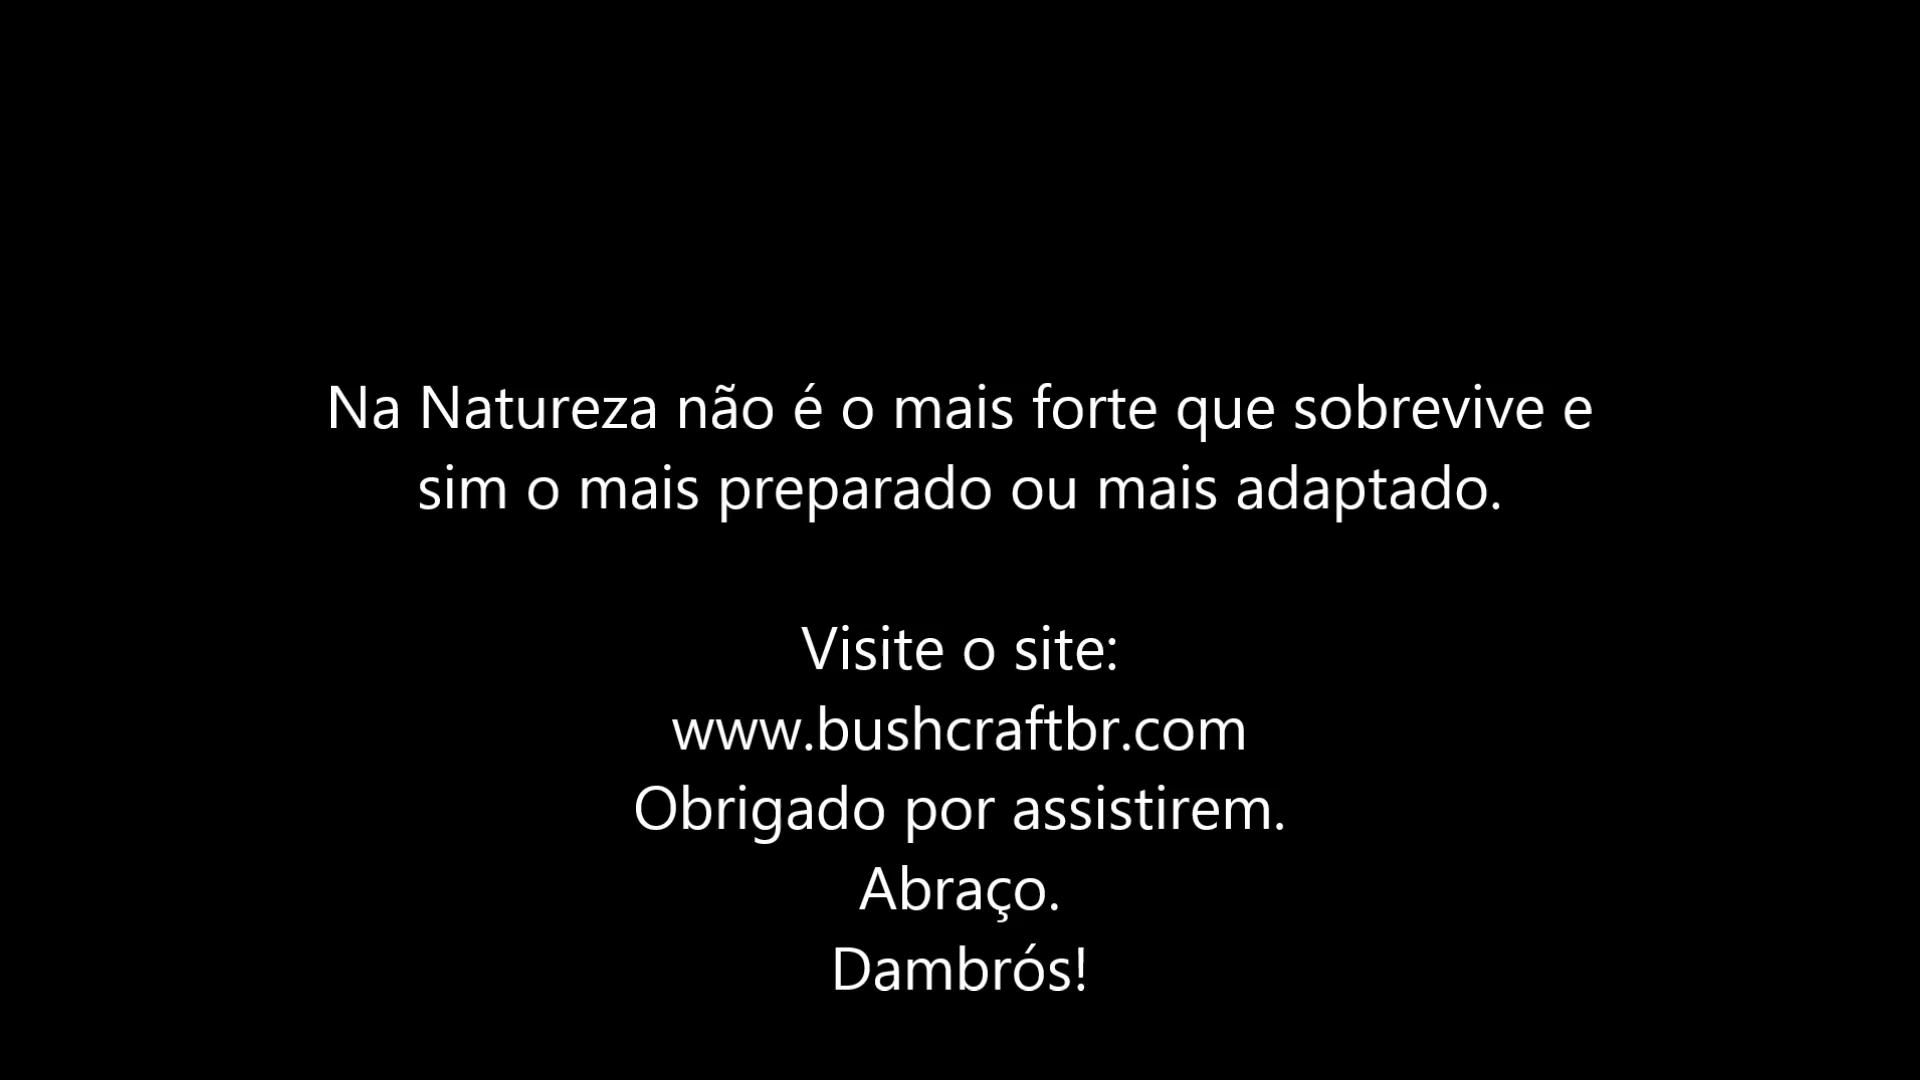 Na Natureza não é o mais forte que sobrevive e
sim o mais preparado ou mais adaptado.
Visite o site:
www.bushcraftbr.com
Obrigado por assistirem.
Abraço.
Dambrós!